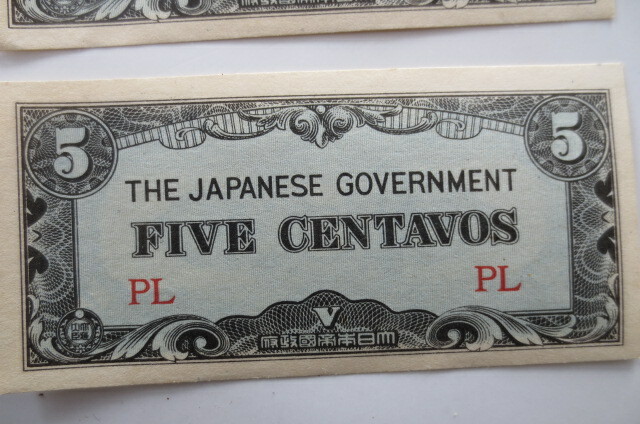 5 5
THE JAPANESE GOVERNMENT
FIVE CENTAVOS
PL PL
V
大日本帝國政府